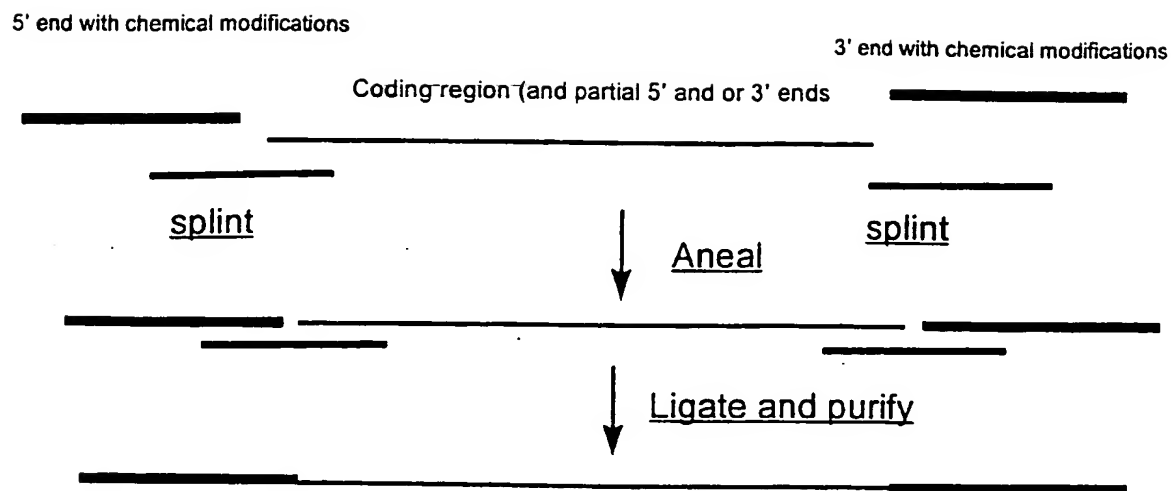 5' end with chemical modifications
3' end with chemical modifications
Coding region (and partial 5' and or 3' ends
splint
splint
Aneal
Ligate and purify